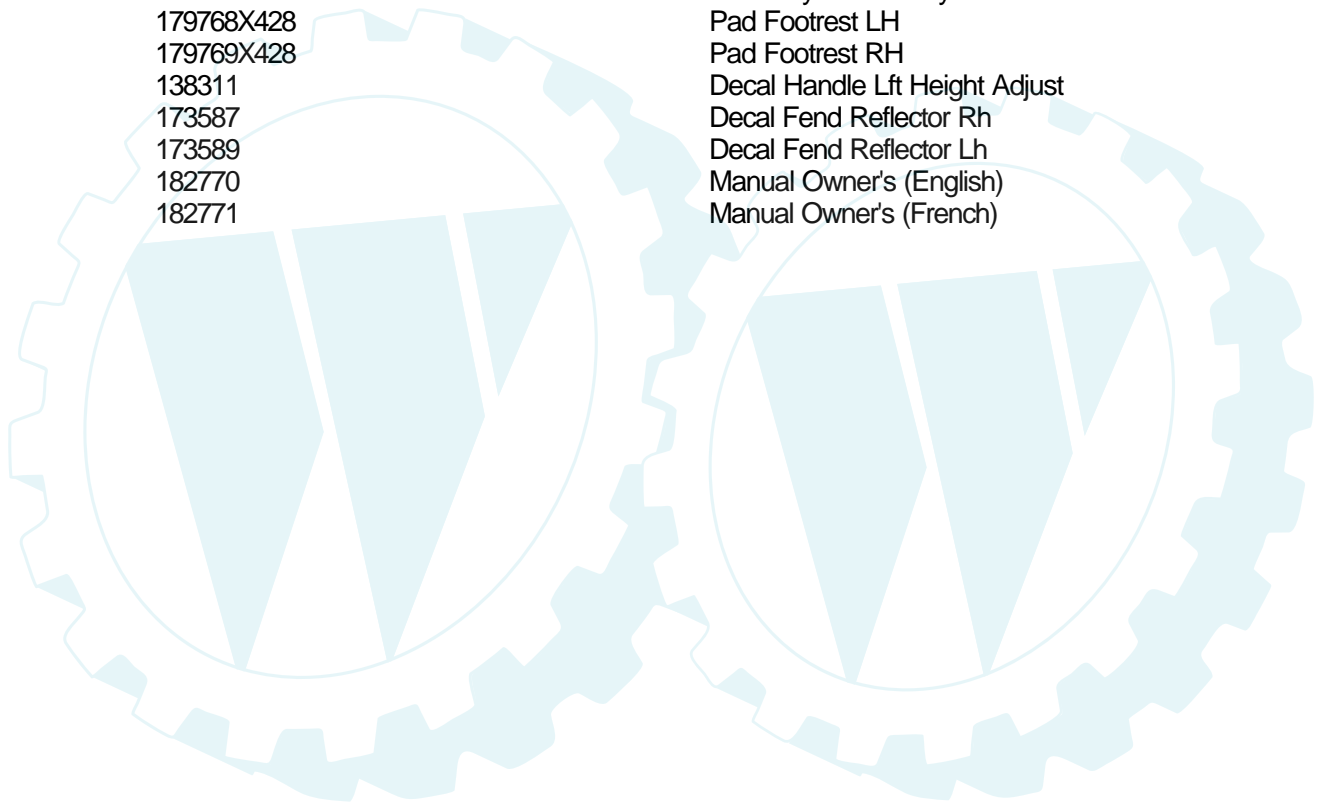 179768X428 Pad Footrest LH
179769X428 Pad Footrest RH
138311 Decal Handle Lft Height Adjust
173587 Decal Fend Reflector Rh
173589 Decal Fend Reflector Lh
182770 Manual Owner's (English)
182771 Manual Owner's (French)